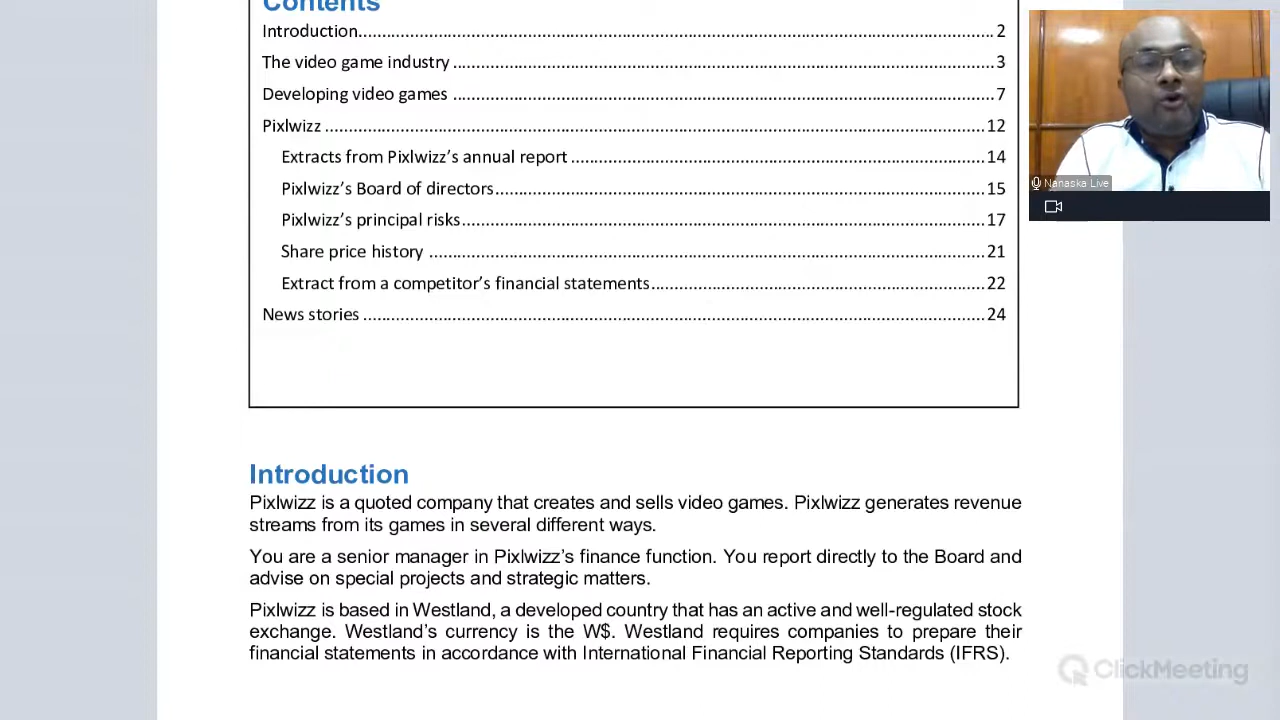 Contents
Introduction........ 2
The video game industry ........ 3
Developing video games ........ 7
Pixlwizz ........ 12
Extracts from Pixlwizz's annual report ........ 14
Pixlwizz's Board of directors........ 15
Pixlwizz's principal risks........ 17
Share price history ........ 21
Extract from a competitor's financial statements........ 22
News stories ........ 24
Nanaska Live
Introduction
Pixlwizz is a quoted company that creates and sells video games. Pixlwizz generates revenue
streams from its games in several different ways.
You are a senior manager in Pixlwizz's finance function. You report directly to the Board and
advise on special projects and strategic matters.
Pixlwizz is based in Westland, a developed country that has an active and well-regulated stock
exchange. Westland's currency is the W$. Westland requires companies to prepare their
financial statements in accordance with International Financial Reporting Standards (IFRS).
ClickMeeting